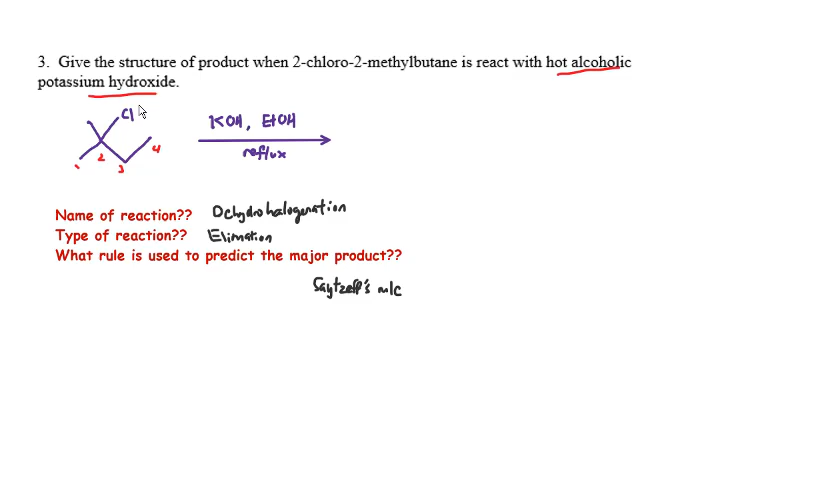 3. Give the structure of product when 2-chloro-2-methylbutane is react with hot alcoholic
potassium hydroxide.
Cl
KOH, EtOH
reflux
1 2 3 4
Name of reaction?? Dehydrohalogenation
Type of reaction?? Elimation
What rule is used to predict the major product??
Saytzeff's rule